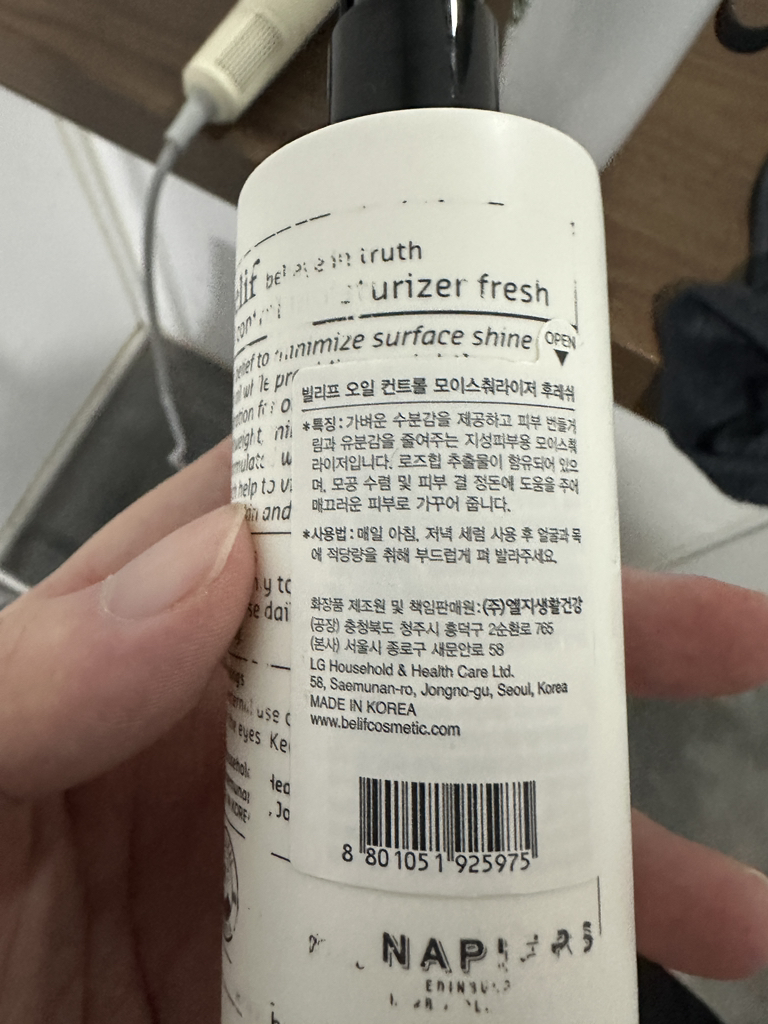 elif believe in truth
urizer fresh
minimize surface shine
OPEN
빌리프 오일 컨트롤 모이스춰라이저 후레쉬
*특징: 가벼운 수분감을 제공하고 피부 번들거
림과 유분감을 줄여주는 지성피부용 모이스춰
라이저입니다. 로즈힙 추출물이 함유되어 있으
며, 모공 수렴 및 피부 결 정돈에 도움을 주어
매끄러운 피부로 가꾸어 줍니다.
*사용법: 매일 아침, 저녁 세럼 사용 후 얼굴과 목
에 적당량을 취해 부드럽게 펴 발라주세요.
화장품 제조원 및 책임판매원: (주)엘지생활건강
(공장) 충청북도 청주시 흥덕구 2순환로 765
(본사) 서울시 종로구 새문안로 58
LG Household & Health Care Ltd.
58, Saemunan-ro, Jongno-gu, Seoul, Korea
MADE IN KOREA
www.belifcosmetic.com
8 801051 925975
NAPIERS